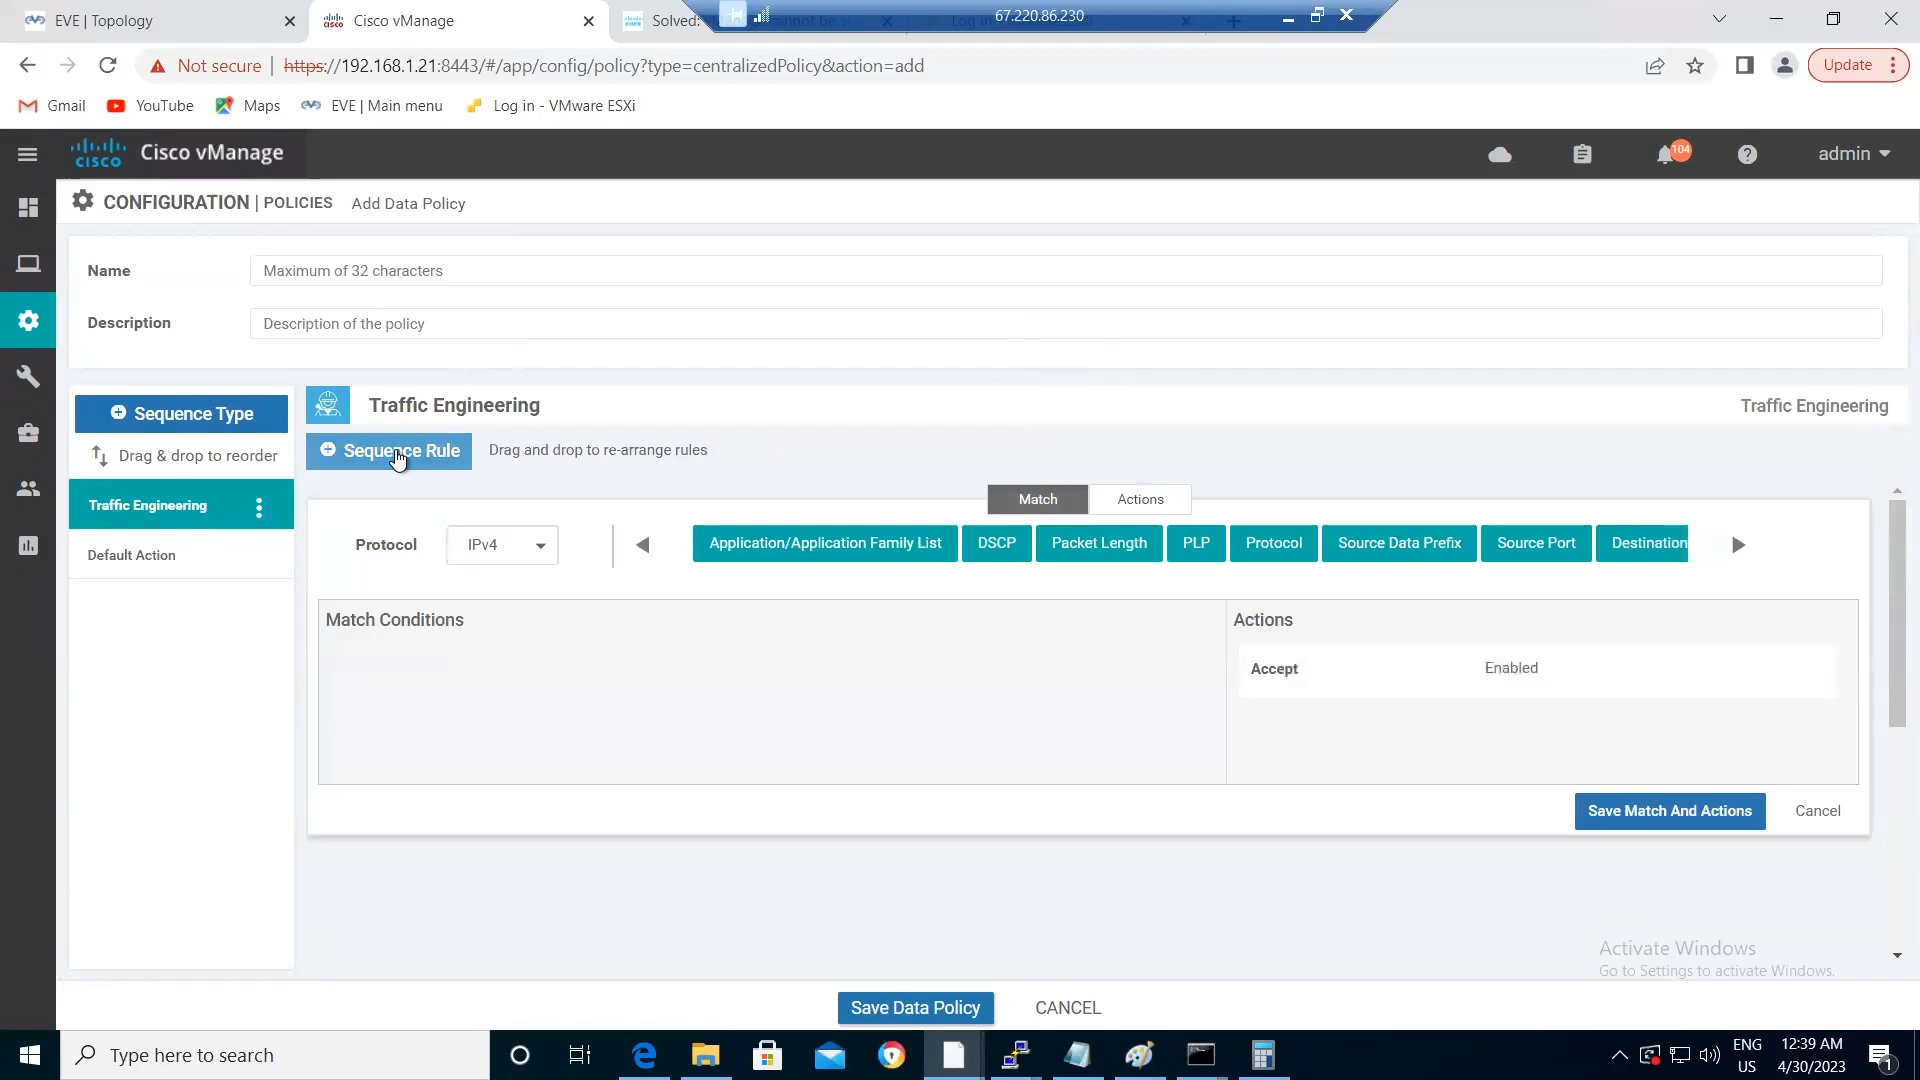 EVE | Topology
Cisco vManage
Solved:
67.220.86.230
Not secure
https://192.168.1.21:8443/#/app/config/policy?type=centralizedPolicy&action=add
Update
Gmail
YouTube
Maps
EVE | Main menu
Log in - VMware ESXi
cisco
Cisco vManage
104
admin
CONFIGURATION | POLICIES Add Data Policy
Name
Maximum of 32 characters
Description
Description of the policy
Sequence Type
Drag & drop to reorder
Traffic Engineering
Default Action
Traffic Engineering
Traffic Engineering
Sequence Rule
Drag and drop to re-arrange rules
Match
Actions
Protocol
IPv4
Application/Application Family List
DSCP
Packet Length
PLP
Protocol
Source Data Prefix
Source Port
Destination
Match Conditions
Actions
Accept
Enabled
Save Match And Actions
Cancel
Activate Windows
Go to Settings to activate Windows.
Save Data Policy
CANCEL
Type here to search
ENG
US
12:39 AM
4/30/2023
1